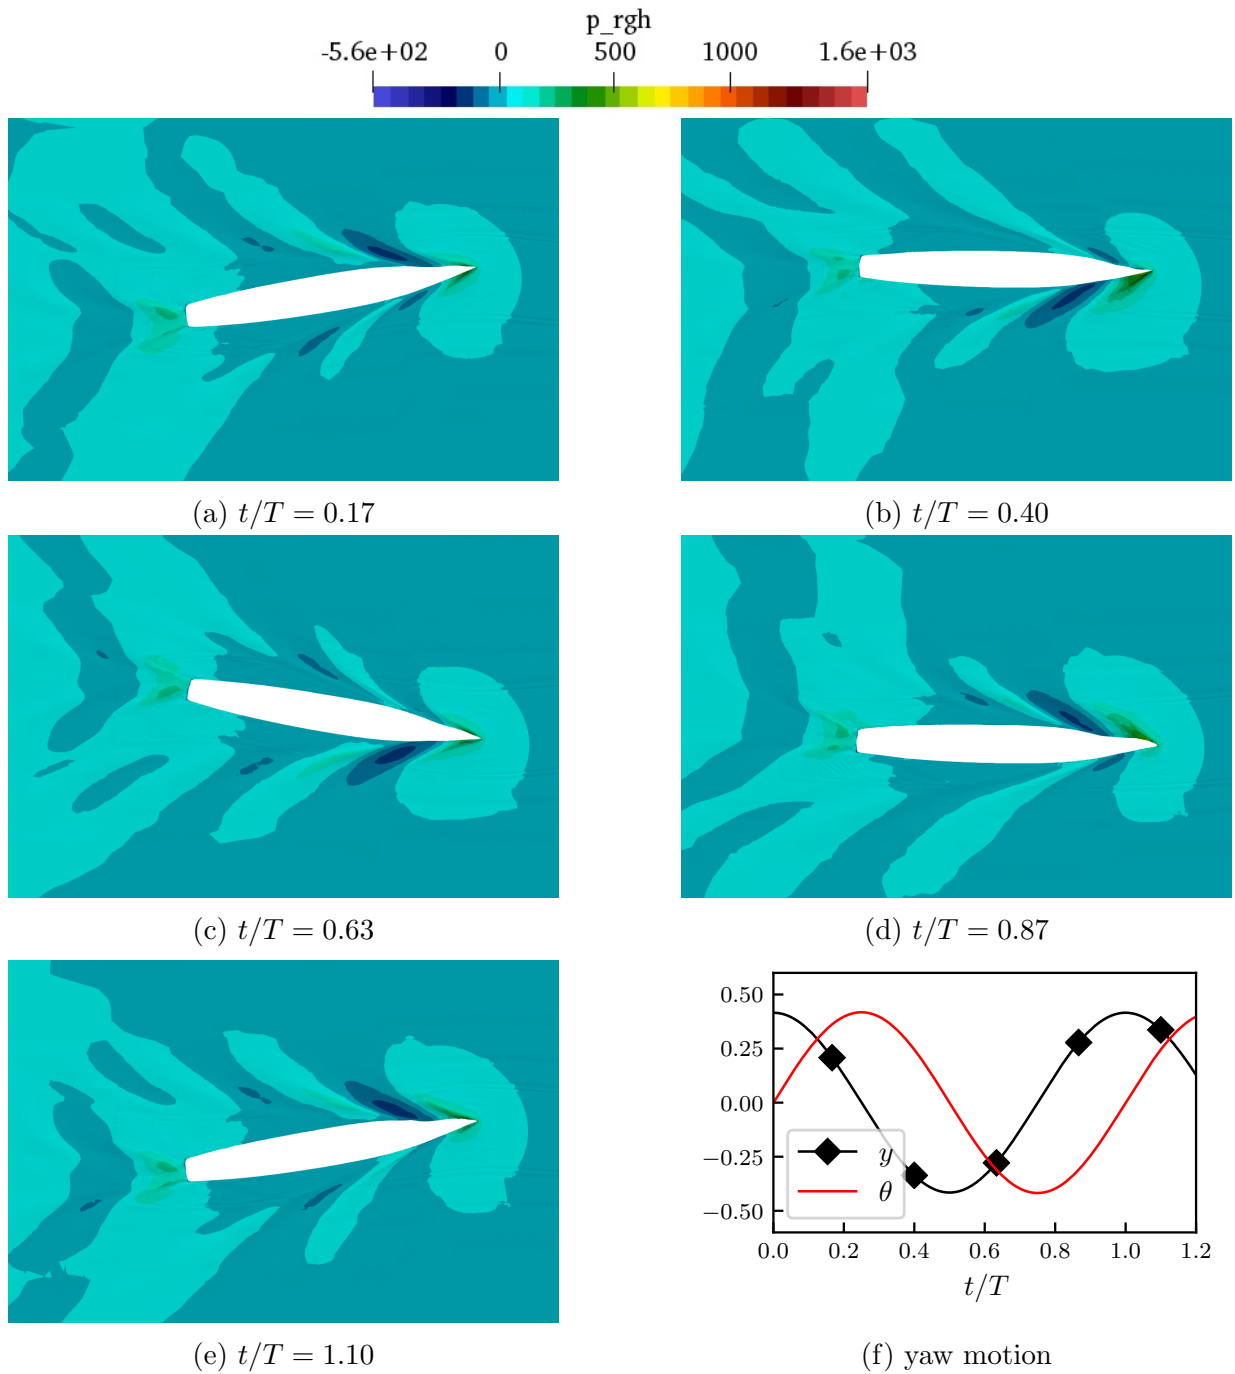 p_rgh
-5.6e+02 0 500 1000 1.6e+03
(a) t/T = 0.17
(b) t/T = 0.40
(c) t/T = 0.63
(d) t/T = 0.87
(e) t/T = 1.10
0.50
0.25
0.00
−0.25
−0.50
y
θ
0.0 0.2 0.4 0.6 0.8 1.0 1.2
t/T
(f) yaw motion